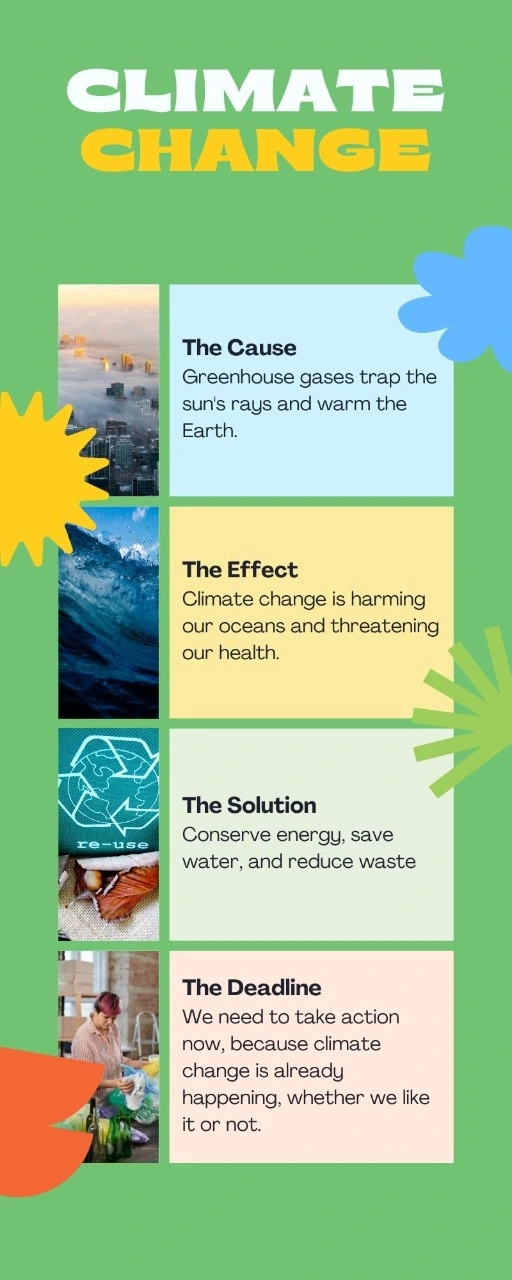 CLIMATE
CHANGE
The Cause
Greenhouse gases trap the
sun's rays and warm the
Earth.
The Effect
Climate change is harming
our oceans and threatening
our health.
re-use
The Solution
Conserve energy, save
water, and reduce waste
The Deadline
We need to take action
now, because climate
change is already
happening, whether we like
it or not.